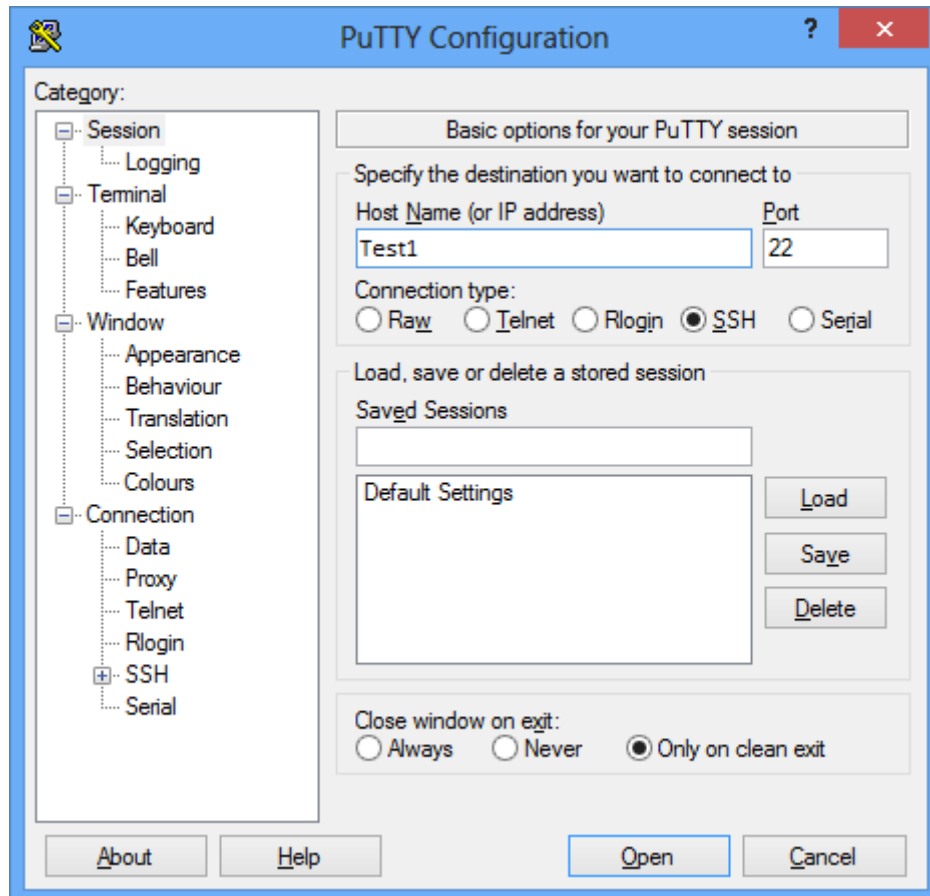 PuTTY Configuration
?
Category:
Session
Logging
Terminal
Keyboard
Bell
Features
Window
Appearance
Behaviour
Translation
Selection
Colours
Connection
Data
Proxy
Telnet
Rlogin
SSH
Serial
Basic options for your PuTTY session
Specify the destination you want to connect to
Host Name (or IP address) Port
Test1 22
Connection type:
Raw Telnet Rlogin SSH Serial
Load, save or delete a stored session
Saved Sessions
Default Settings
Load
Save
Delete
Close window on exit:
Always Never Only on clean exit
About Help Open Cancel